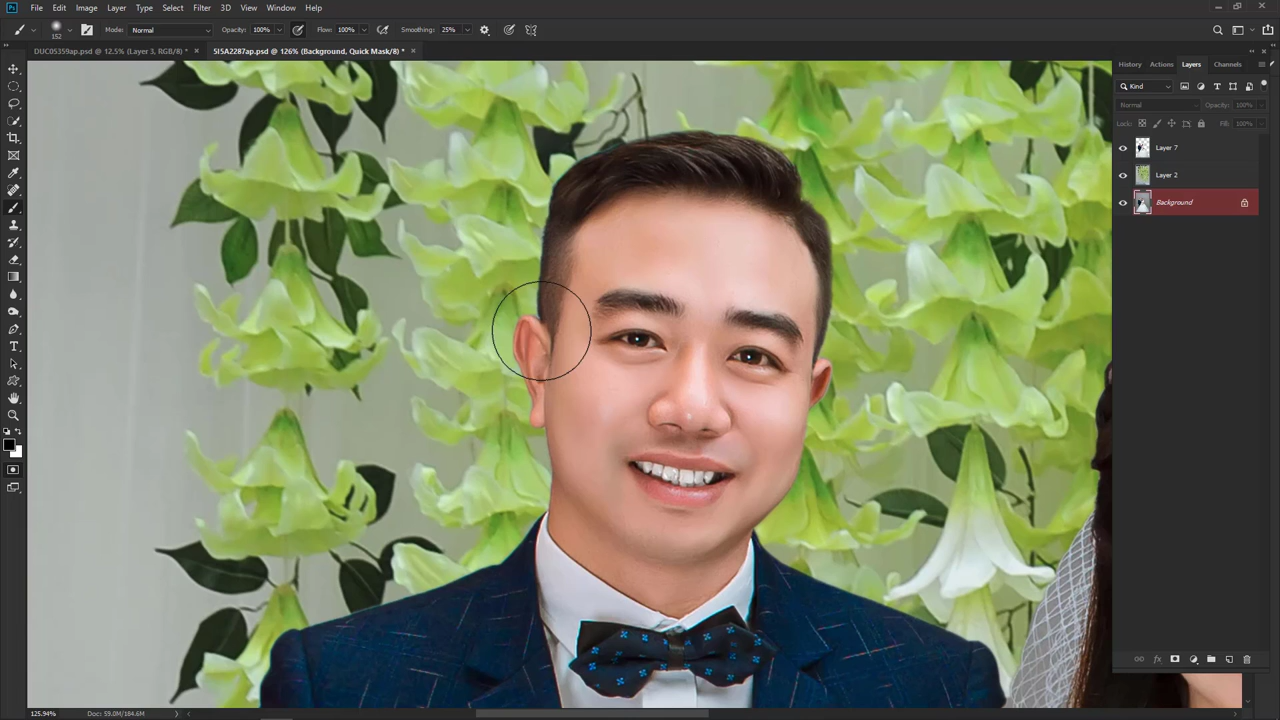 Ps File Edit Image Layer Type Select Filter 3D View Window Help
152 Mode: Normal Opacity: 100% Flow: 100% Smoothing: 25%
DUC05359ap.psd @ 12.5% (Layer 3, RGB/8) * × 5I5A2287ap.psd @ 126% (Background, Quick Mask/8) * ×
History Actions Layers Channels
Kind
Normal Opacity: 100%
Lock: Fill: 100%
Layer 7
Layer 2
Background
125.94% Doc: 59.0M/184.6M